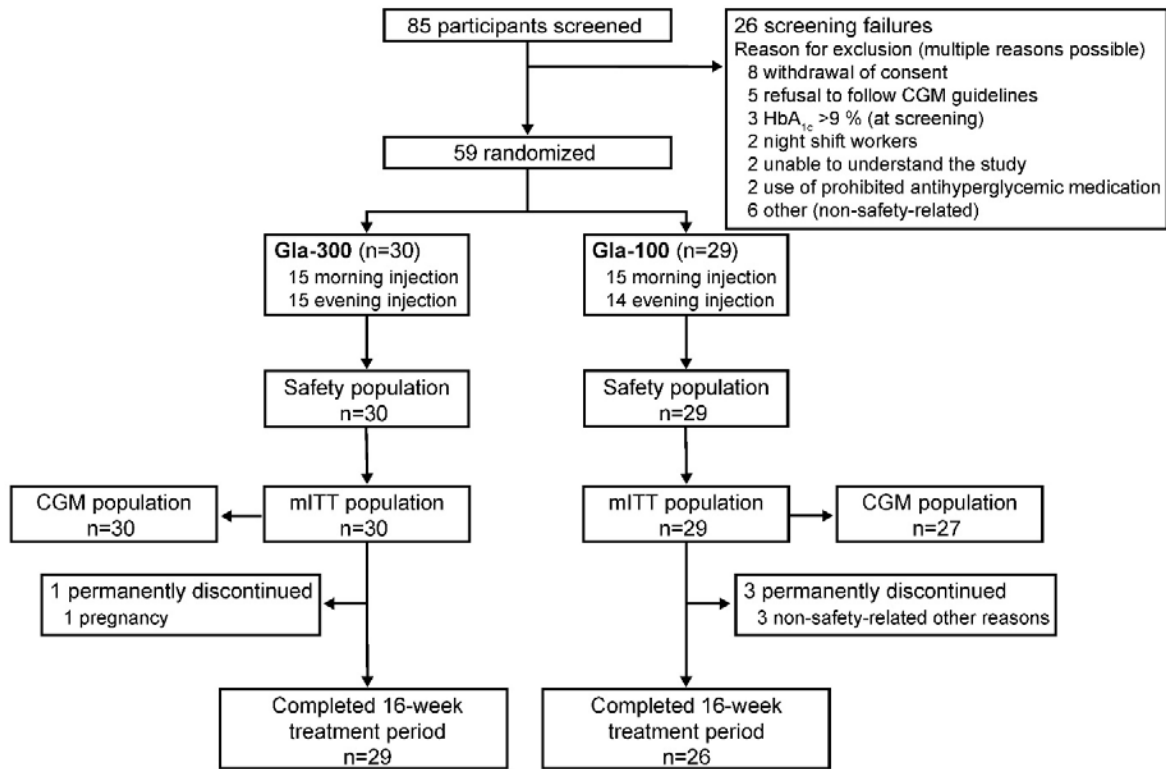 85 participants screened
26 screening failures
Reason for exclusion (multiple reasons possible)
8 withdrawal of consent
5 refusal to follow CGM guidelines
3 HbA1c >9 % (at screening)
2 night shift workers
2 unable to understand the study
2 use of prohibited antihyperglycemic medication
6 other (non-safety-related)
59 randomized
Gla-300 (n=30)
15 morning injection
15 evening injection
Gla-100 (n=29)
15 morning injection
14 evening injection
Safety population
n=30
Safety population
n=29
CGM population
n=30
mITT population
n=30
mITT population
n=29
CGM population
n=27
1 permanently discontinued
1 pregnancy
3 permanently discontinued
3 non-safety-related other reasons
Completed 16-week
treatment period
n=29
Completed 16-week
treatment period
n=26